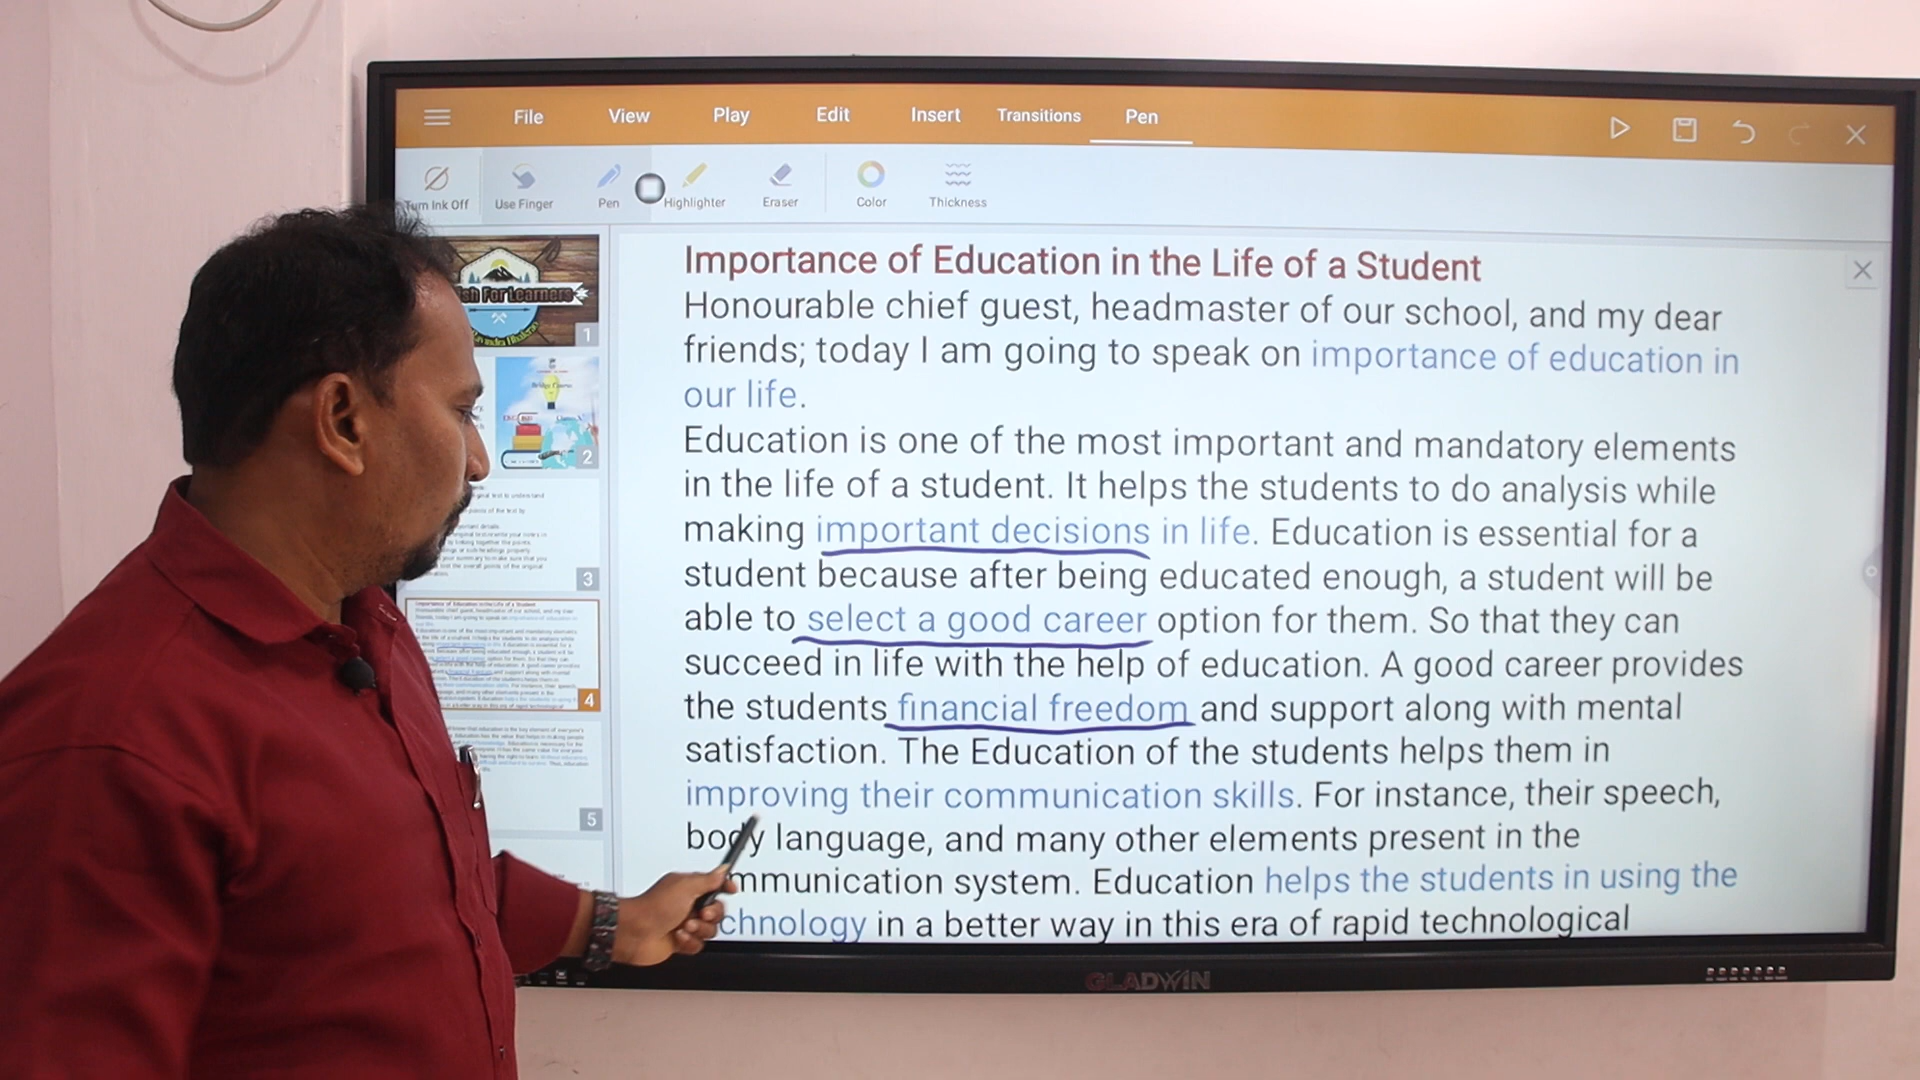 File View Play Edit Insert Transitions Pen
Turn Ink Off Use Finger Pen Highlighter Eraser Color Thickness
For Learners
1
2
3
4
5
Importance of Education in the Life of a Student
Honourable chief guest, headmaster of our school, and my dear
friends; today I am going to speak on importance of education in
our life.
Education is one of the most important and mandatory elements
in the life of a student. It helps the students to do analysis while
making important decisions in life. Education is essential for a
student because after being educated enough, a student will be
able to select a good career option for them. So that they can
succeed in life with the help of education. A good career provides
the students financial freedom and support along with mental
satisfaction. The Education of the students helps them in
improving their communication skills. For instance, their speech,
body language, and many other elements present in the
mmunication system. Education helps the students in using the
chnology in a better way in this era of rapid technological
GLADWIN